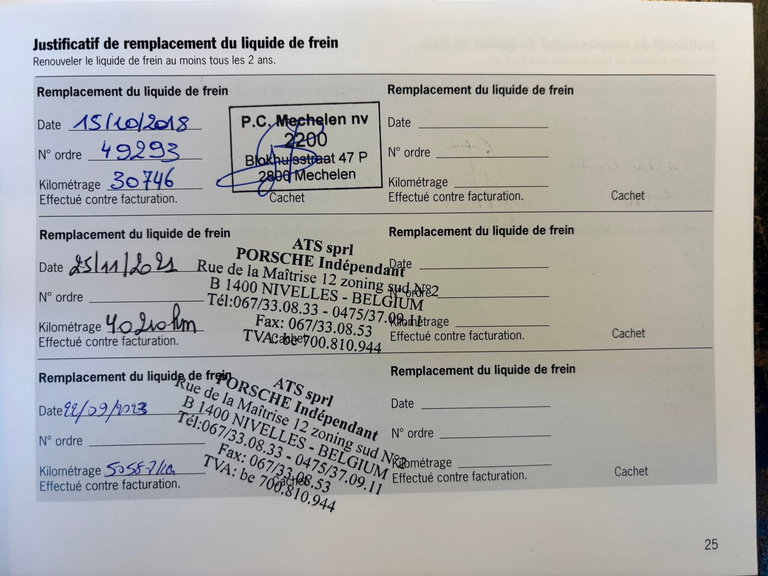 Justificatif de remplacement du liquide de frein
Renouveler le liquide de frein au moins tous les 2 ans.
Remplacement du liquide de frein
Date 15/10/2018
N° ordre 49293
Kilométrage 30746
Effectué contre facturation.
P.C. Mechelen nv
2200
Blokhuisstraat 47 P
2800 Mechelen
Cachet
Remplacement du liquide de frein
Date
N° ordre
Kilométrage
Effectué contre facturation.
Cachet
Remplacement du liquide de frein
Date 25/11/2021
N° ordre
Kilométrage 40210km
Effectué contre facturation.
ATS sprl
PORSCHE Indépendant
Rue de la Maîtrise 12 zoning sud N°2
B 1400 NIVELLES - BELGIUM
Tél:067/33.08.33 - 0475/37.09.11
Fax: 067/33.08.53
TVA: be 700.810.944
Cachet
Remplacement du liquide de frein
Date
N° ordre
Kilométrage
Effectué contre facturation.
Cachet
Remplacement du liquide de frein
Date 22/09/2023
N° ordre
Kilométrage
Effectué contre facturation.
ATS sprl
PORSCHE Indépendant
Rue de la Maîtrise 12 zoning sud N°2
B 1400 NIVELLES - BELGIUM
Tél:067/33.08.33 - 0475/37.09.11
Fax: 067/33.08.53
TVA: be 700.810.944
Cachet
Remplacement du liquide de frein
Date
N° ordre
Kilométrage
Effectué contre facturation.
Cachet
25